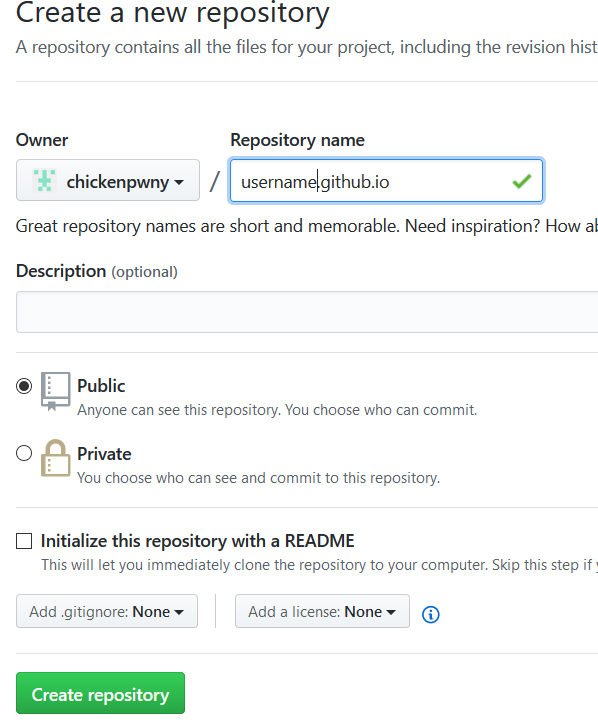 Create a new repository
A repository contains all the files for your project, including the revision hist
Owner
Repository name
chickenpwny / username.github.io
Great repository names are short and memorable. Need inspiration? How ab
Description (optional)
Public
Anyone can see this repository. You choose who can commit.
Private
You choose who can see and commit to this repository.
Initialize this repository with a README
This will let you immediately clone the repository to your computer. Skip this step if y
Add .gitignore: None
Add a license: None
Create repository